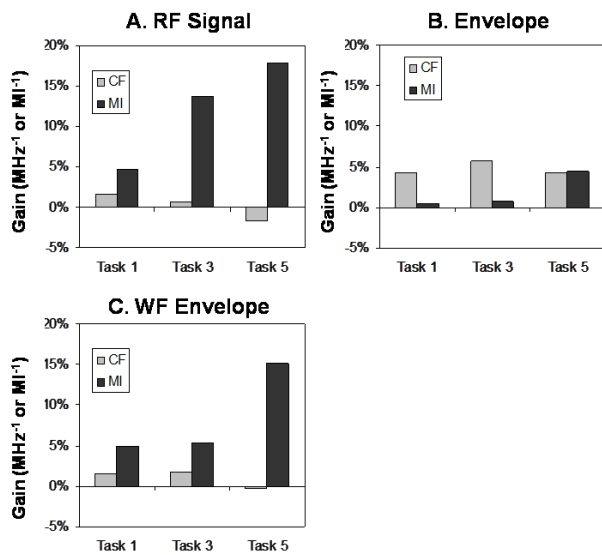 A. RF Signal
Gain (MHz⁻¹ or MI⁻¹)
20%
15%
10%
5%
0%
-5%
CF
MI
Task 1 Task 3 Task 5
B. Envelope
Gain (MHz⁻¹ or MI⁻¹)
20%
15%
10%
5%
0%
-5%
CF
MI
Task 1 Task 3 Task 5
C. WF Envelope
Gain (MHz⁻¹ or MI⁻¹)
20%
15%
10%
5%
0%
-5%
CF
MI
Task 1 Task 3 Task 5